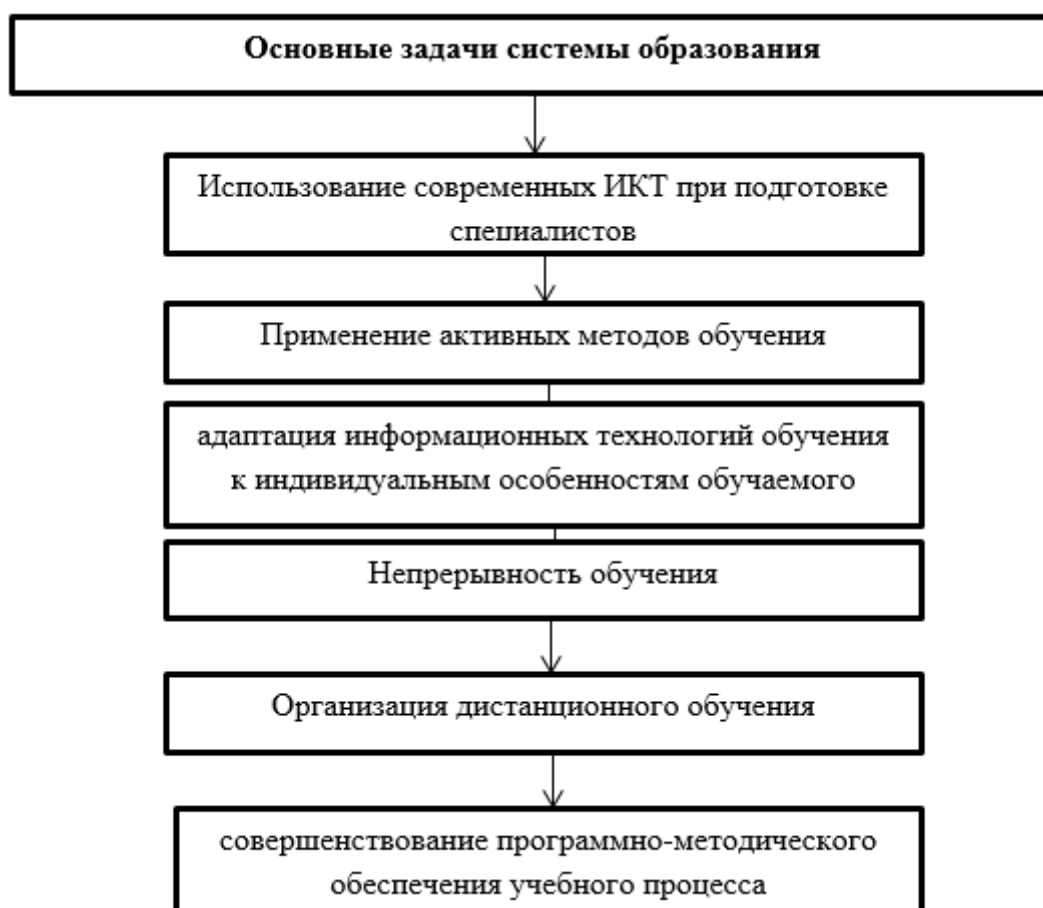 Основные задачи системы образования
Использование современных ИКТ при подготовке
специалистов
Применение активных методов обучения
адаптация информационных технологий обучения
к индивидуальным особенностям обучаемого
Непрерывность обучения
Организация дистанционного обучения
совершенствование программно-методического
обеспечения учебного процесса